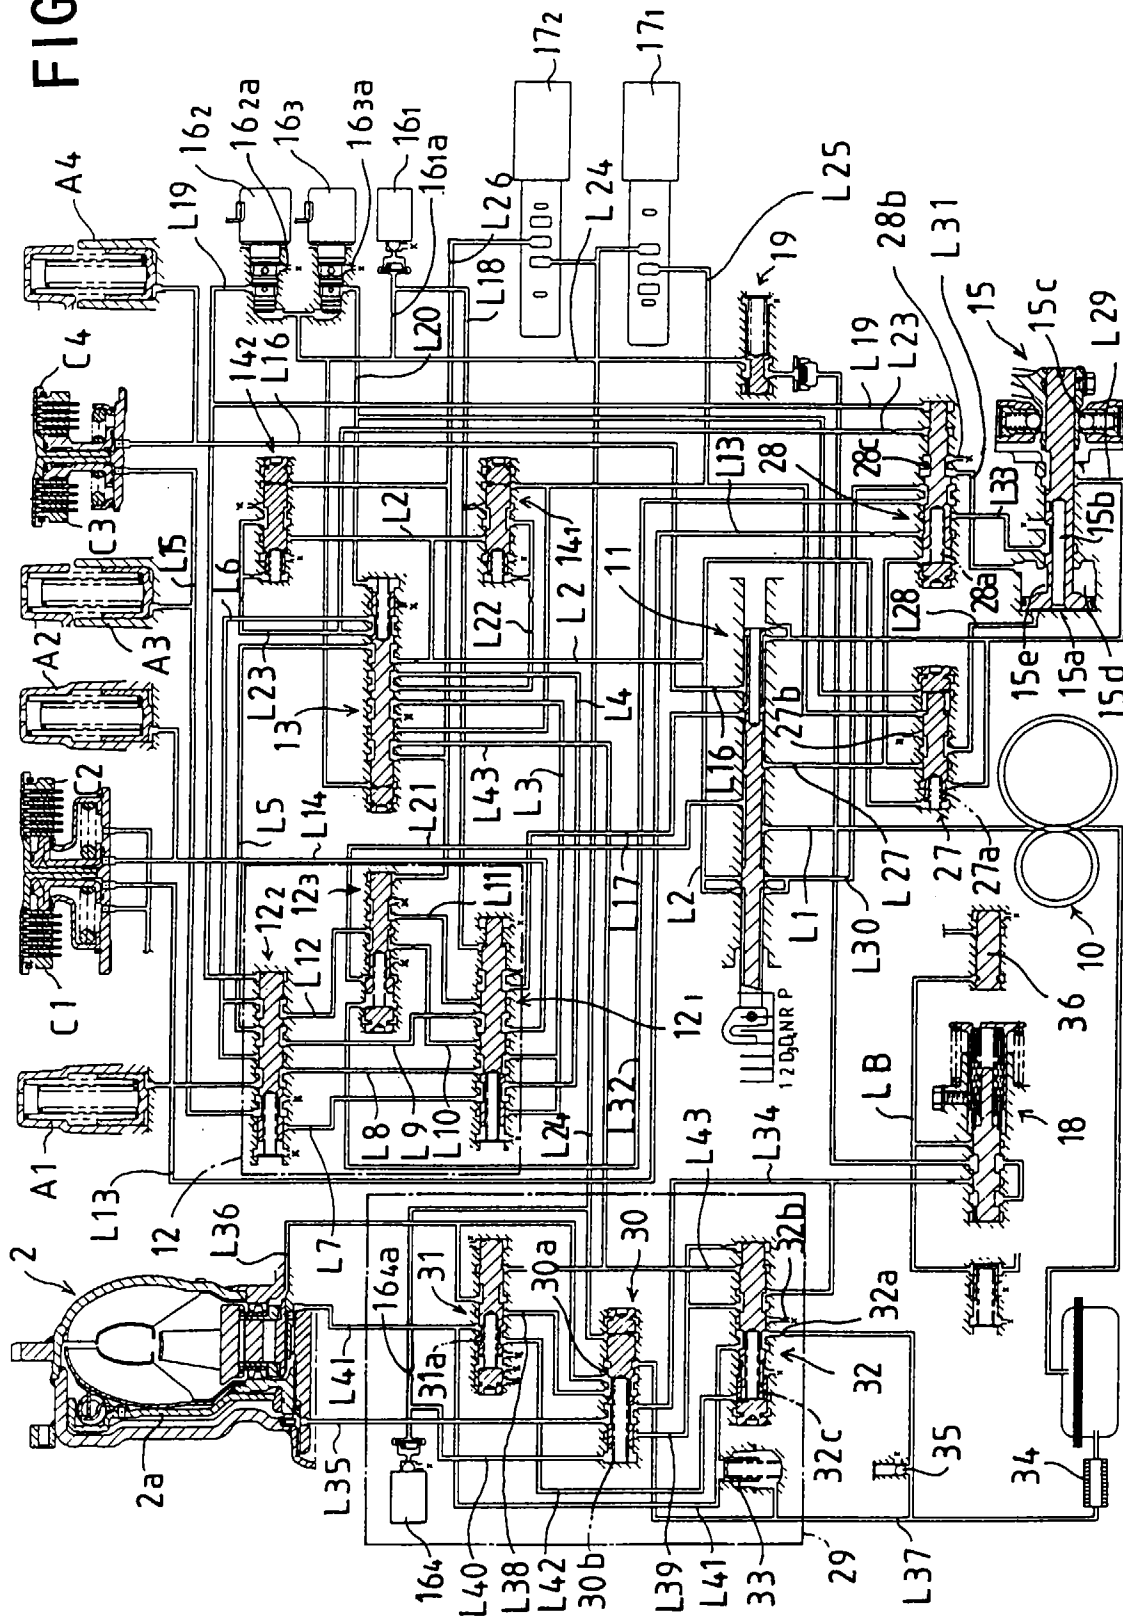 FIG
2
2a
L36
L13
A1
C1
C2
A2
A3
C3
C4
A4
L15
L19
16₂
16₂a
16₃
16₃a
16₁
16₁a
L26
17₂
17₁
L24
L18
L20
14₂
L16
L6
L23
L5
L14
L2
12
12₂
12₃
L12
L21
13
L22
14₁
L7
L8
L9
L10
L11
12₁
L43
L3
L4
L2
L17
L24
L32
L2
11
L16
27b
L13
28
28c
28b
L19
L23
L25
19
L31
L33
15
15c
L29
15b
15a
15d
15e
28a
L28
27
27a
L27
L1
L30
1 2 D₃ D₄ N R P
10
36
LB
18
L34
L43
16₄a
L41
L35
31
31a
30a
30
32b
32a
32
32c
16₄
L40
L38
L42
30b
L39
L41
33
29
35
34
L37